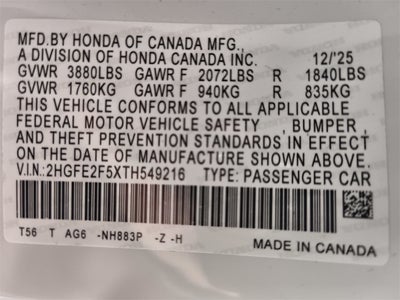 MFD.BY HONDA OF CANADA MFG.,
A DIVISION OF HONDA CANADA INC. 12/'25
GVWR 3880LBS GAWR F 2072LBS R 1840LBS
GVWR 1760KG GAWR F 940KG R 835KG
THIS VEHICLE CONFORMS TO ALL APPLICABLE
FEDERAL MOTOR VEHICLE SAFETY , BUMPER,
AND THEFT PREVENTION STANDARDS IN EFFECT
ON THE DATE OF MANUFACTURE SHOWN ABOVE.
V.I.N.:2HGFE2F5XTH549216 TYPE: PASSENGER CAR
T56 T AG6 -NH883P -Z -H
MADE IN CANADA